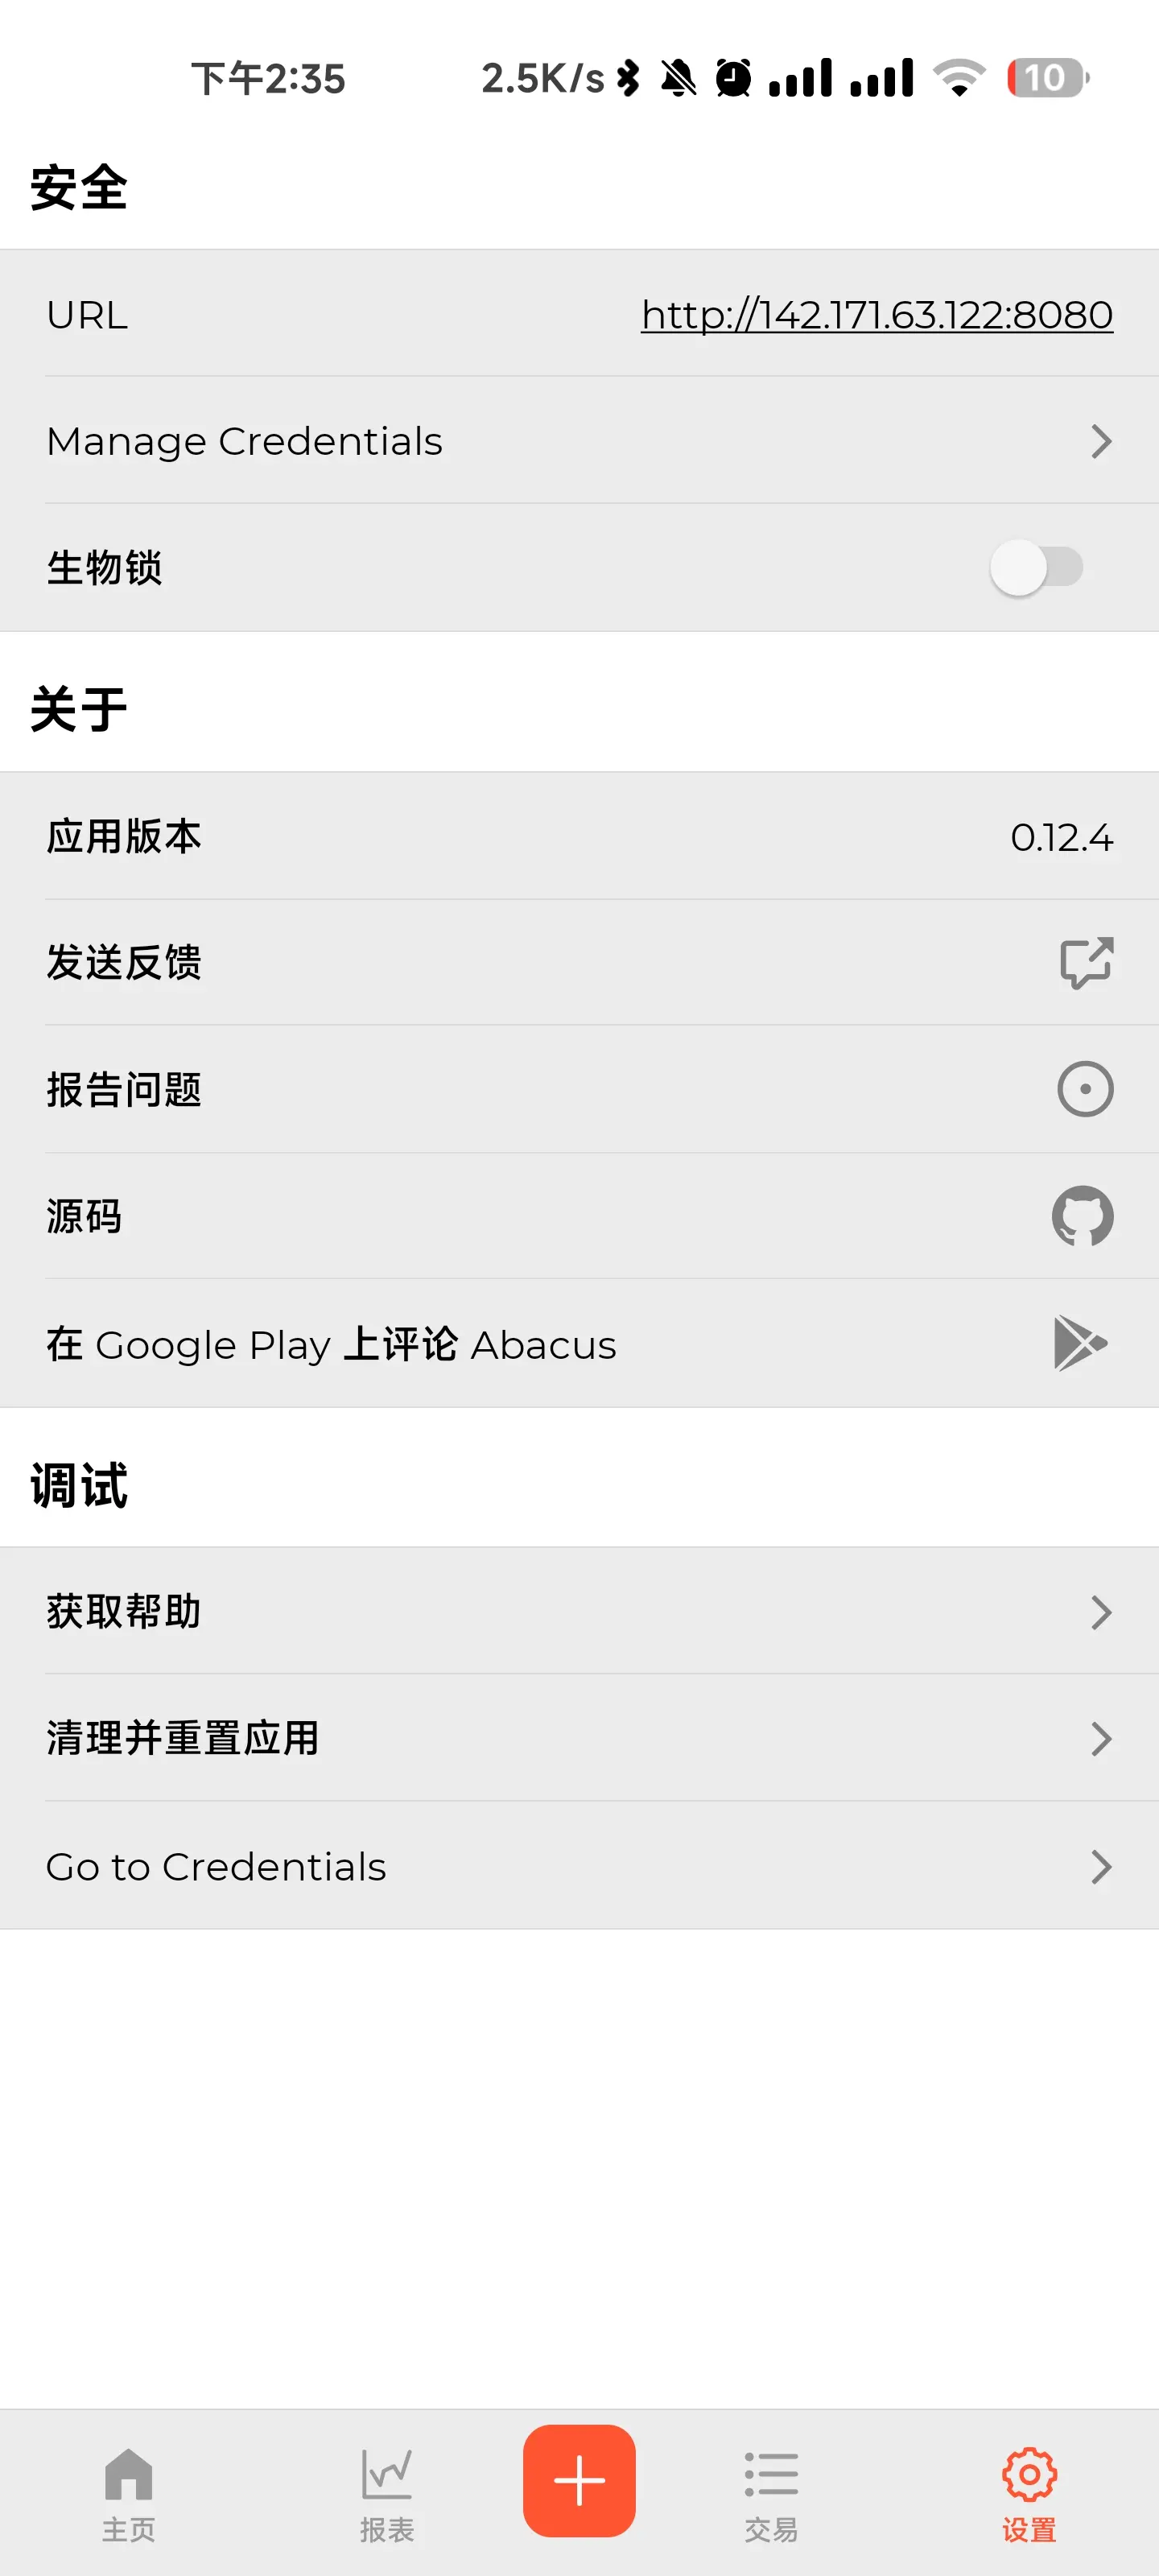 下午2:35 2.5K/s 10
安全
URL http://142.171.63.122:8080
Manage Credentials
生物锁
关于
应用版本 0.12.4
发送反馈
报告问题
源码
在 Google Play 上评论 Abacus
调试
获取帮助
清理并重置应用
Go to Credentials
主页 报表 交易 设置